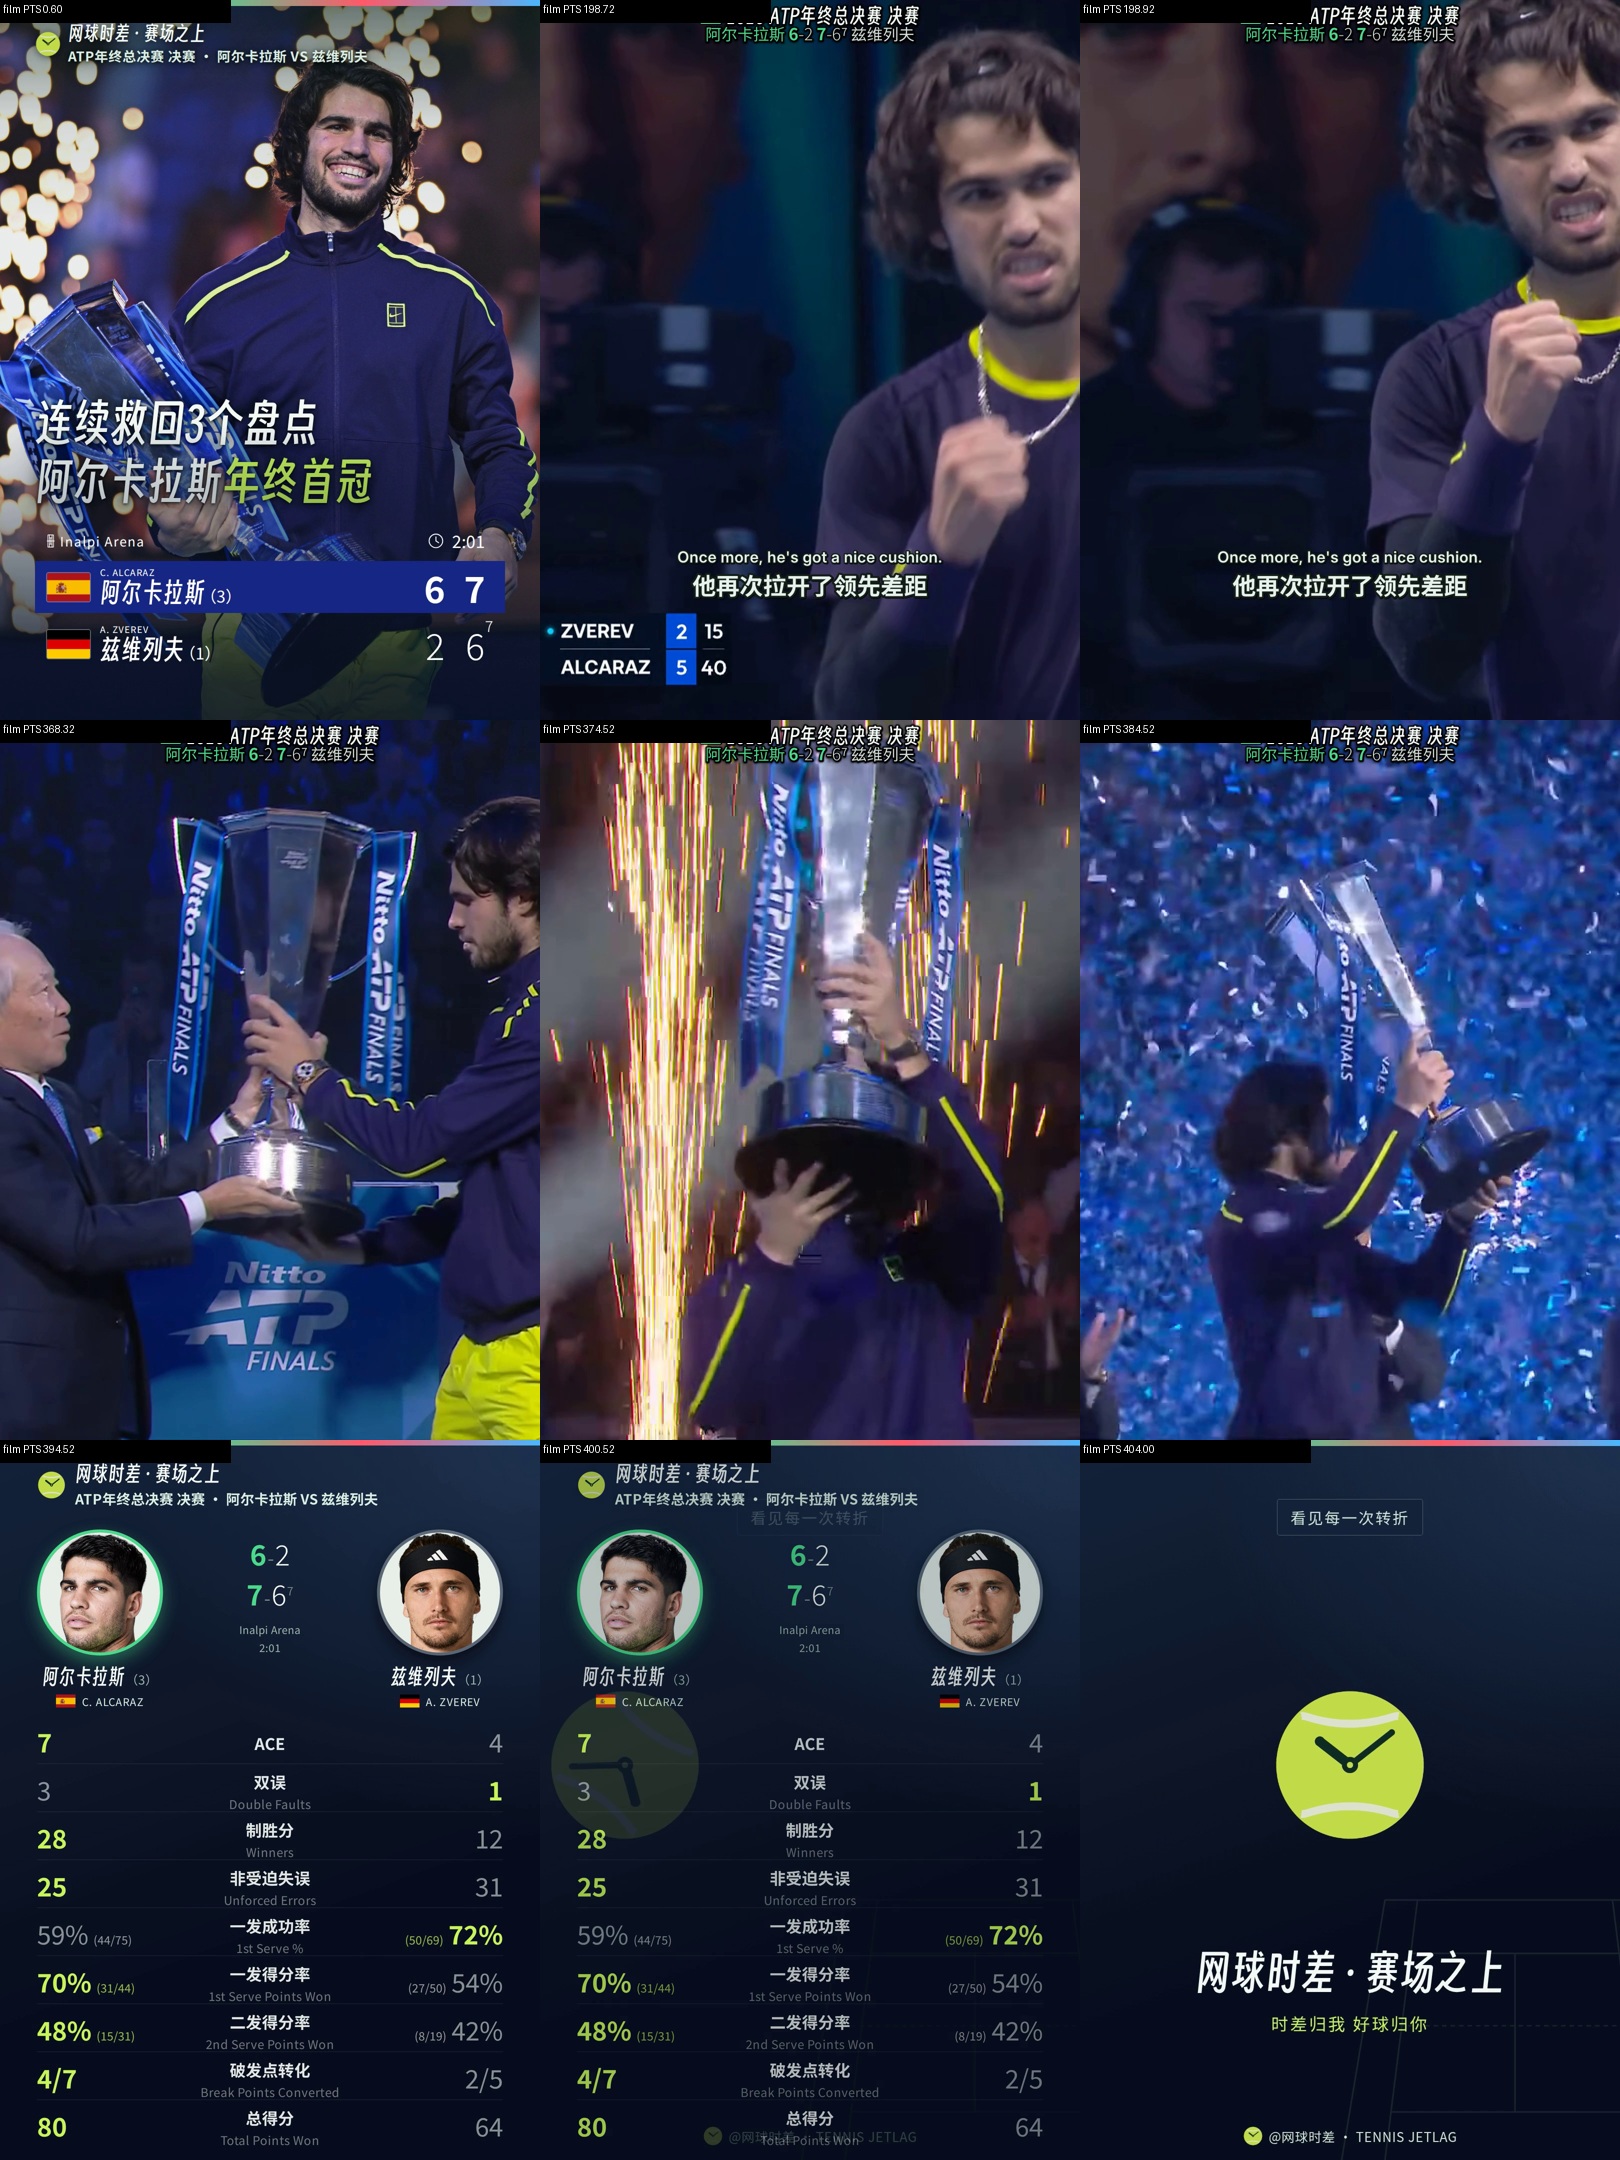 film PTS0.60
网球时差·赛场之上
ATP年终总决赛 决赛 · 阿尔卡拉斯 VS 兹维列夫
连续救回3个盘点
阿尔卡拉斯年终首冠
Inalpi Arena
2:01
C. ALCARAZ
阿尔卡拉斯 (3)
6 7
A. ZVEREV
兹维列夫 (1)
2 6 7
film PTS 198.72
ATP年终总决赛 决赛
阿尔卡拉斯 6-2 7-6⁷ 兹维列夫
Once more, he's got a nice cushion.
他再次拉开了领先差距
ZVEREV 2 15
ALCARAZ 5 40
film PTS 198.92
ATP年终总决赛 决赛
阿尔卡拉斯 6-2 7-6⁷ 兹维列夫
Once more, he's got a nice cushion.
他再次拉开了领先差距
film PTS 368.32
ATP年终总决赛 决赛
阿尔卡拉斯 6-2 7-6⁷ 兹维列夫
Nitto ATP FINALS
Nitto ATP FINALS
Nitto
ATP
FINALS
film PTS 374.52
ATP年终总决赛 决赛
阿尔卡拉斯 6-2 7-6⁷ 兹维列夫
Nitto ATP FINALS
Nitto ATP FINALS
film PTS 384.52
ATP年终总决赛 决赛
阿尔卡拉斯 6-2 7-6⁷ 兹维列夫
ATP FINALS
film PTS 394.52
网球时差·赛场之上
ATP年终总决赛 决赛 · 阿尔卡拉斯 VS 兹维列夫
6-2
7-6⁷
Inalpi Arena
2:01
阿尔卡拉斯 (3)
C. ALCARAZ
兹维列夫 (1)
A. ZVEREV
7 ACE 4
3 双误 1
Double Faults
28 制胜分 12
Winners
25 非受迫失误 31
Unforced Errors
59% (44/75) 一发成功率 (50/69) 72%
1st Serve %
70% (31/44) 一发得分率 (27/50) 54%
1st Serve Points Won
48% (15/31) 二发得分率 (8/19) 42%
2nd Serve Points Won
4/7 破发点转化 2/5
Break Points Converted
80 总得分 64
Total Points Won
film PTS 400.52
网球时差·赛场之上
ATP年终总决赛 决赛 · 阿尔卡拉斯 VS 兹维列夫
看见每一次转折
6-2
7-6⁷
Inalpi Arena
2:01
阿尔卡拉斯 (3)
C. ALCARAZ
兹维列夫 (1)
A. ZVEREV
7 ACE 4
3 双误 1
Double Faults
28 制胜分 12
Winners
25 非受迫失误 31
Unforced Errors
59% (44/75) 一发成功率 (50/69) 72%
1st Serve %
70% (31/44) 一发得分率 (27/50) 54%
1st Serve Points Won
48% (15/31) 二发得分率 (8/19) 42%
2nd Serve Points Won
4/7 破发点转化 2/5
Break Points Converted
80 总得分 64
Total Points Won
@网球时差 · TENNIS JETLAG
film PTS 404.00
看见每一次转折
网球时差·赛场之上
时差归我 好球归你
@网球时差 · TENNIS JETLAG